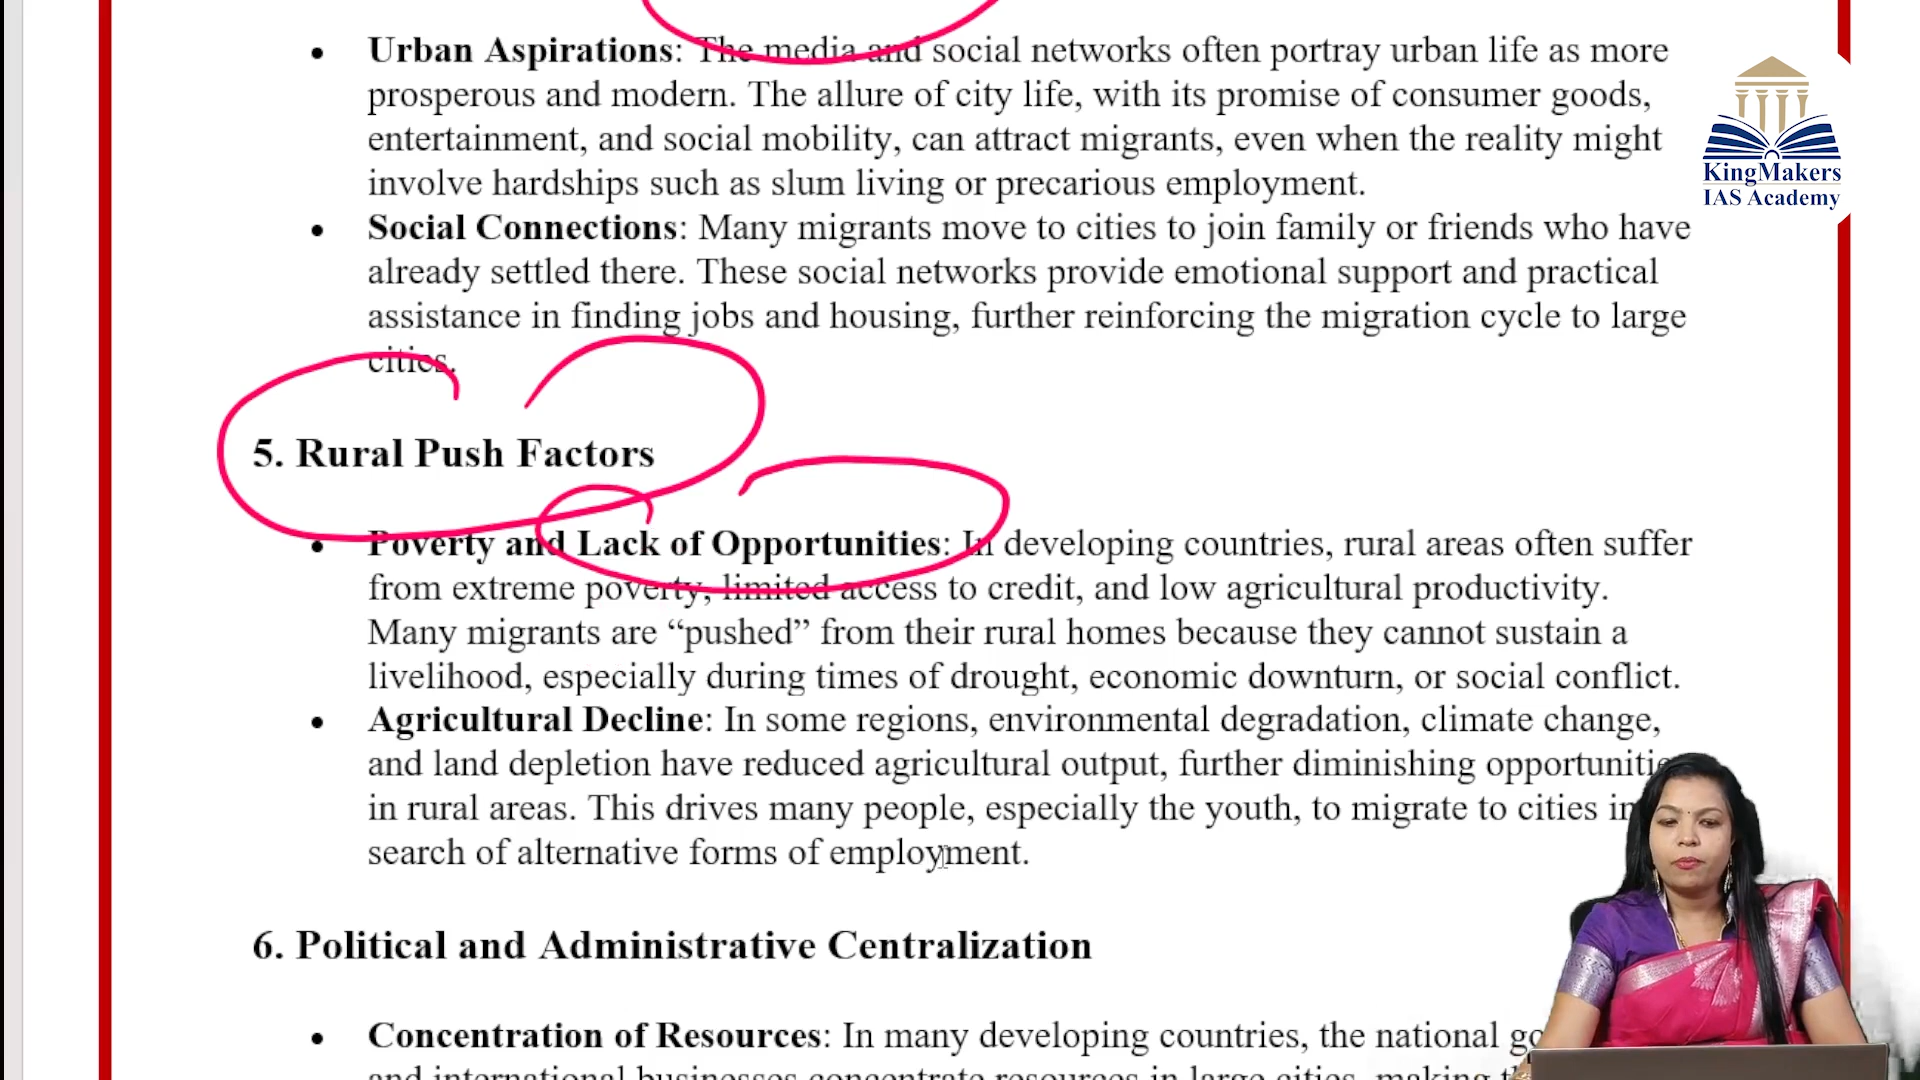 • Urban Aspirations: The media and social networks often portray urban life as more
prosperous and modern. The allure of city life, with its promise of consumer goods,
entertainment, and social mobility, can attract migrants, even when the reality might
involve hardships such as slum living or precarious employment.
• Social Connections: Many migrants move to cities to join family or friends who have
already settled there. These social networks provide emotional support and practical
assistance in finding jobs and housing, further reinforcing the migration cycle to large
cities.
5. Rural Push Factors
• Poverty and Lack of Opportunities: In developing countries, rural areas often suffer
from extreme poverty, limited access to credit, and low agricultural productivity.
Many migrants are “pushed” from their rural homes because they cannot sustain a
livelihood, especially during times of drought, economic downturn, or social conflict.
• Agricultural Decline: In some regions, environmental degradation, climate change,
and land depletion have reduced agricultural output, further diminishing opportuniti
in rural areas. This drives many people, especially the youth, to migrate to cities in
search of alternative forms of employment.
6. Political and Administrative Centralization
• Concentration of Resources: In many developing countries, the national go
and international businesses concentrate resources in large cities, making
KingMakers
IAS Academy